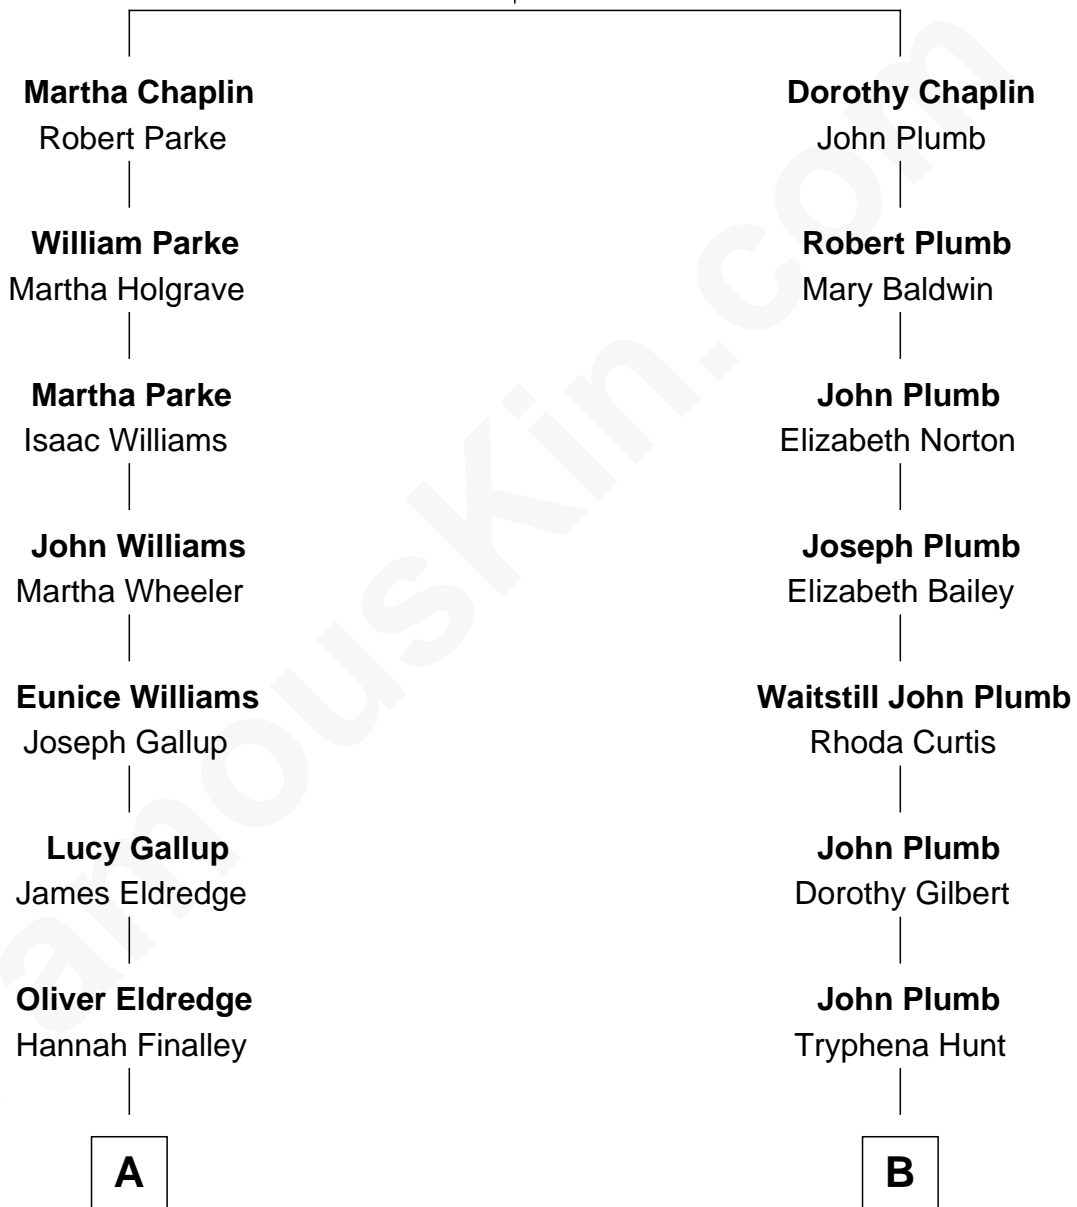 Martha Chaplin
Robert Parke
William Parke
Martha Holgrave
Martha Parke
Isaac Williams
John Williams
Martha Wheeler
Eunice Williams
Joseph Gallup
Lucy Gallup
James Eldredge
Oliver Eldredge
Hannah Finalley
A
Dorothy Chaplin
John Plumb
Robert Plumb
Mary Baldwin
John Plumb
Elizabeth Norton
Joseph Plumb
Elizabeth Bailey
Waitstill John Plumb
Rhoda Curtis
John Plumb
Dorothy Gilbert
John Plumb
Tryphena Hunt
B
amousKin.com